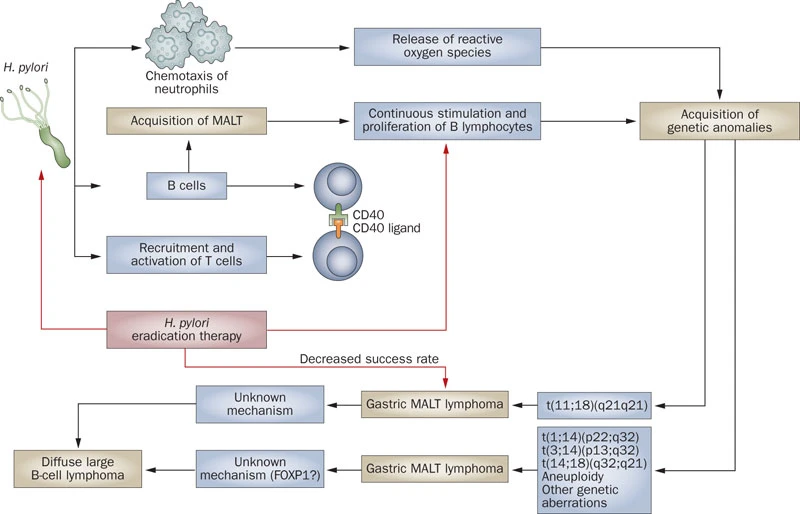 H. pylori
Chemotaxis of
neutrophils
Release of reactive
oxygen species
Acquisition of MALT
Continuous stimulation and
proliferation of B lymphocytes
Acquisition of
genetic anomalies
B cells
CD40
CD40 ligand
Recruitment and
activation of T cells
H. pylori
eradication therapy
Decreased success rate
Unknown
mechanism
Gastric MALT lymphoma
t(11;18)(q21q21)
Diffuse large
B-cell lymphoma
Unknown
mechanism (FOXP1?)
Gastric MALT lymphoma
t(1;14)(p22;q32)
t(3;14)(p13;q32)
t(14;18)(q32;q21)
Aneuploidy
Other genetic
aberrations